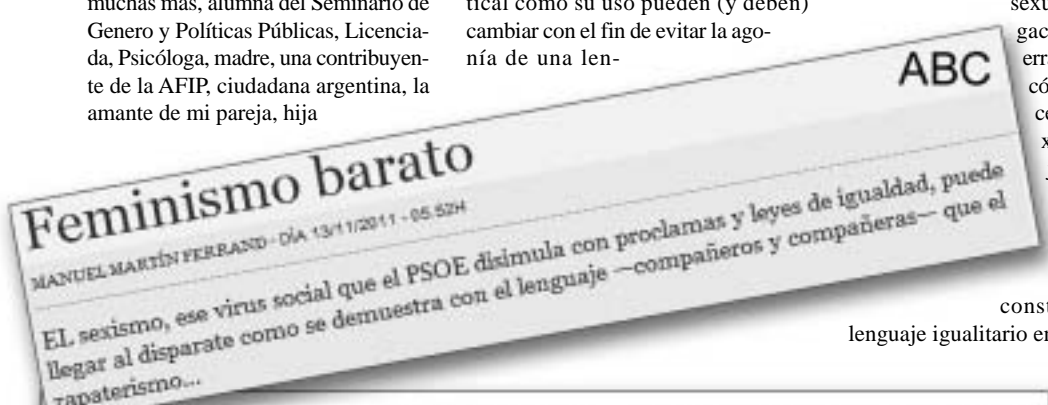 muchas más, alumna del Seminario de
Genero y Políticas Públicas, Licencia-
da, Psicóloga, madre, una contribuyen-
te de la AFIP, ciudadana argentina, la
amante de mi pareja, hija
tical como su uso pueden (y deben)
cambiar con el fin de evitar la ago-
nía de una len-
ABC
Feminismo barato
MANUEL MARTÍN FERRAND - DÍA 13/11/2011 - 05.52H
EL sexismo, ese virus social que el PSOE disimula con proclamas y leyes de igualdad, puede
llegar al disparate como se demuestra con el lenguaje —compañeros y compañeras— que el
zapaterismo...
lenguaje igualitario